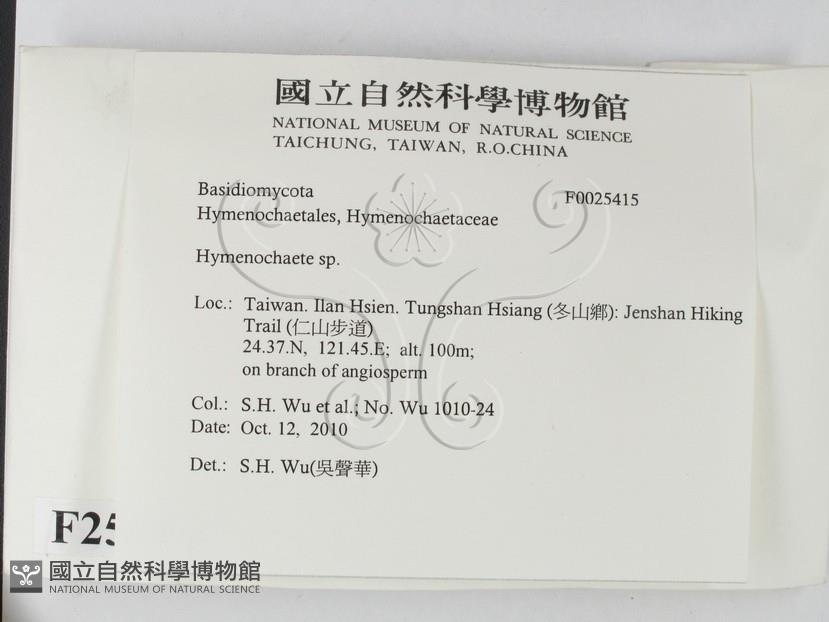 國立自然科學博物館
NATIONAL MUSEUM OF NATURAL SCIENCE
TAICHUNG, TAIWAN, R.O.CHINA
Basidiomycota F0025415
Hymenochaetales, Hymenochaetaceae
Hymenochaete sp.
Loc.: Taiwan. Ilan Hsien. Tungshan Hsiang (冬山鄉): Jenshan Hiking
Trail (仁山步道)
24.37.N, 121.45.E; alt. 100m;
on branch of angiosperm
Col.: S.H. Wu et al.; No. Wu 1010-24
Date: Oct. 12, 2010
Det.: S.H. Wu(吳聲華)
F25
國立自然科學博物館
NATIONAL MUSEUM OF NATURAL SCIENCE